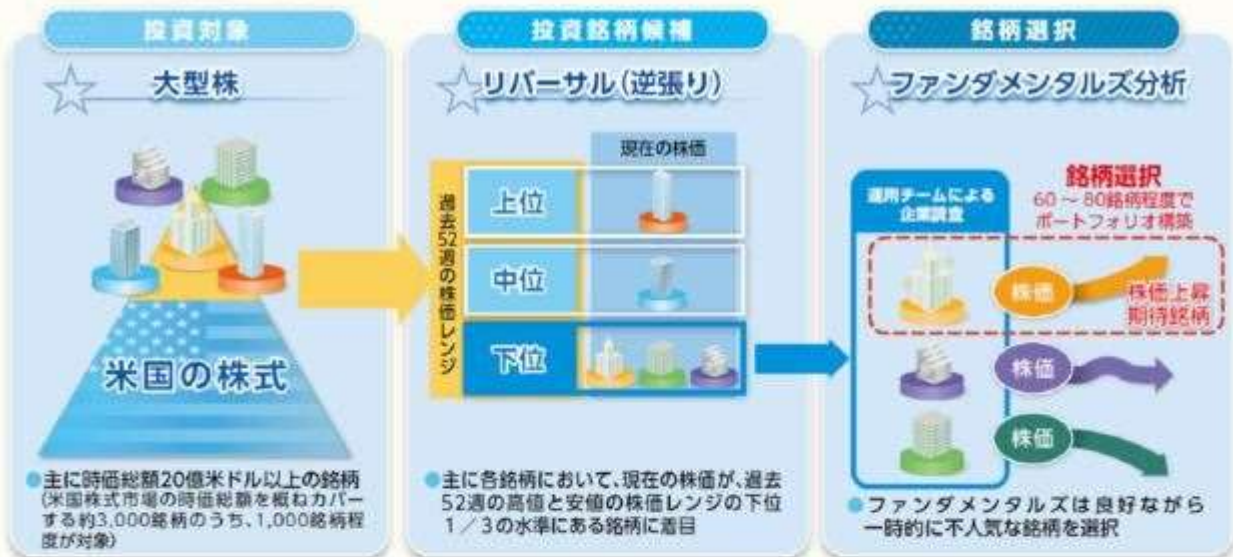 投資対象
大型株
米国の株式
●主に時価総額20億米ドル以上の銘柄
(米国株式市場の時価総額を概ねカバー
する約3,000銘柄のうち、1,000銘柄程
度が対象)
投資銘柄候補
リバーサル(逆張り)
現在の株価
過去52週の株価レンジ
上位
中位
下位
●主に各銘柄において、現在の株価が、過去
52週の高値と安値の株価レンジの下位
1/3の水準にある銘柄に着目
銘柄選択
ファンダメンタルズ分析
運用チームによる
企業調査
銘柄選択
60～80銘柄程度で
ポートフォリオ構築
株価
株価上昇
期待銘柄
株価
株価
●ファンダメンタルズは良好ながら
一時的に不人気な銘柄を選択